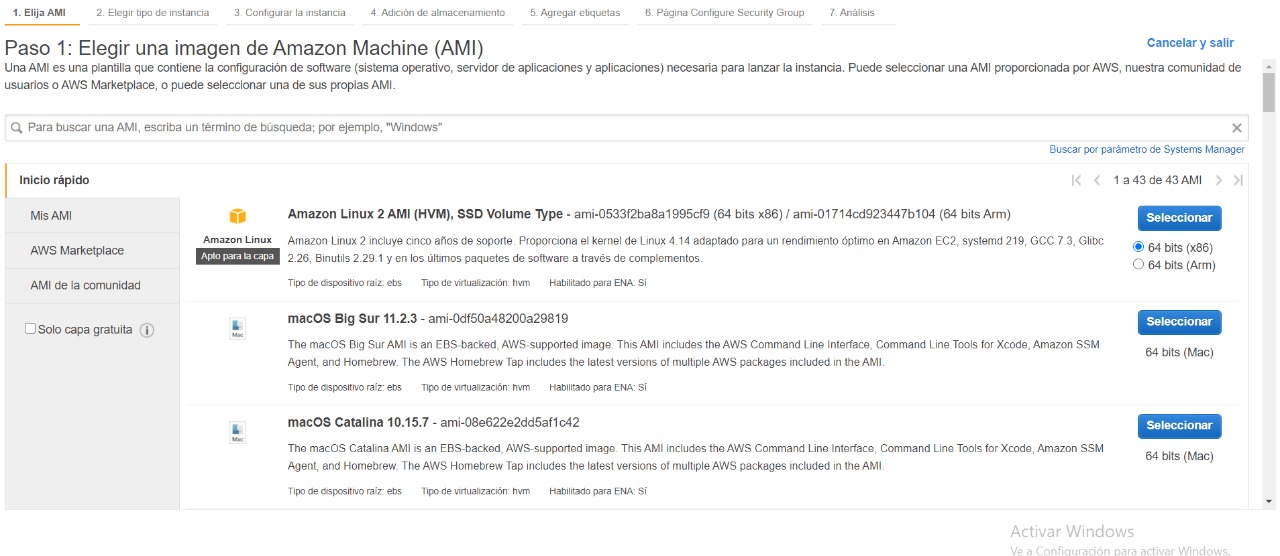 1. Elija AMI
2. Elegir tipo de instancia
3. Configurar la instancia
4. Adición de almacenamiento
5. Agregar etiquetas
6. Página Configure Security Group
7. Análisis
Paso 1: Elegir una imagen de Amazon Machine (AMI)
Cancelar y salir
Una AMI es una plantilla que contiene la configuración de software (sistema operativo, servidor de aplicaciones y aplicaciones) necesaria para lanzar la instancia. Puede seleccionar una AMI proporcionada por AWS, nuestra comunidad de
usuarios o AWS Marketplace, o puede seleccionar una de sus propias AMI.
Para buscar una AMI, escriba un término de búsqueda; por ejemplo, "Windows"
Buscar por parámetro de Systems Manager
Inicio rápido
1 a 43 de 43 AMI
Mis AMI
AWS Marketplace
AMI de la comunidad
Solo capa gratuita
Amazon Linux
Apto para la capa
Amazon Linux 2 AMI (HVM), SSD Volume Type - ami-0533f2ba8a1995cf9 (64 bits x86) / ami-01714cd923447b104 (64 bits Arm)
Amazon Linux 2 incluye cinco años de soporte. Proporciona el kernel de Linux 4.14 adaptado para un rendimiento óptimo en Amazon EC2, systemd 219, GCC 7.3, Glibc
2.26, Binutils 2.29.1 y en los últimos paquetes de software a través de complementos.
Tipo de dispositivo raíz: ebs Tipo de virtualización: hvm Habilitado para ENA: Sí
Seleccionar
64 bits (x86)
64 bits (Arm)
Mac
macOS Big Sur 11.2.3 - ami-0df50a48200a29819
The macOS Big Sur AMI is an EBS-backed, AWS-supported image. This AMI includes the AWS Command Line Interface, Command Line Tools for Xcode, Amazon SSM
Agent, and Homebrew. The AWS Homebrew Tap includes the latest versions of multiple AWS packages included in the AMI.
Tipo de dispositivo raíz: ebs Tipo de virtualización: hvm Habilitado para ENA: Sí
Seleccionar
64 bits (Mac)
Mac
macOS Catalina 10.15.7 - ami-08e622e2dd5af1c42
The macOS Catalina AMI is an EBS-backed, AWS-supported image. This AMI includes the AWS Command Line Interface, Command Line Tools for Xcode, Amazon SSM
Agent, and Homebrew. The AWS Homebrew Tap includes the latest versions of multiple AWS packages included in the AMI.
Tipo de dispositivo raíz: ebs Tipo de virtualización: hvm Habilitado para ENA: Sí
Seleccionar
64 bits (Mac)
Activar Windows
Ve a Configuración para activar Windows.